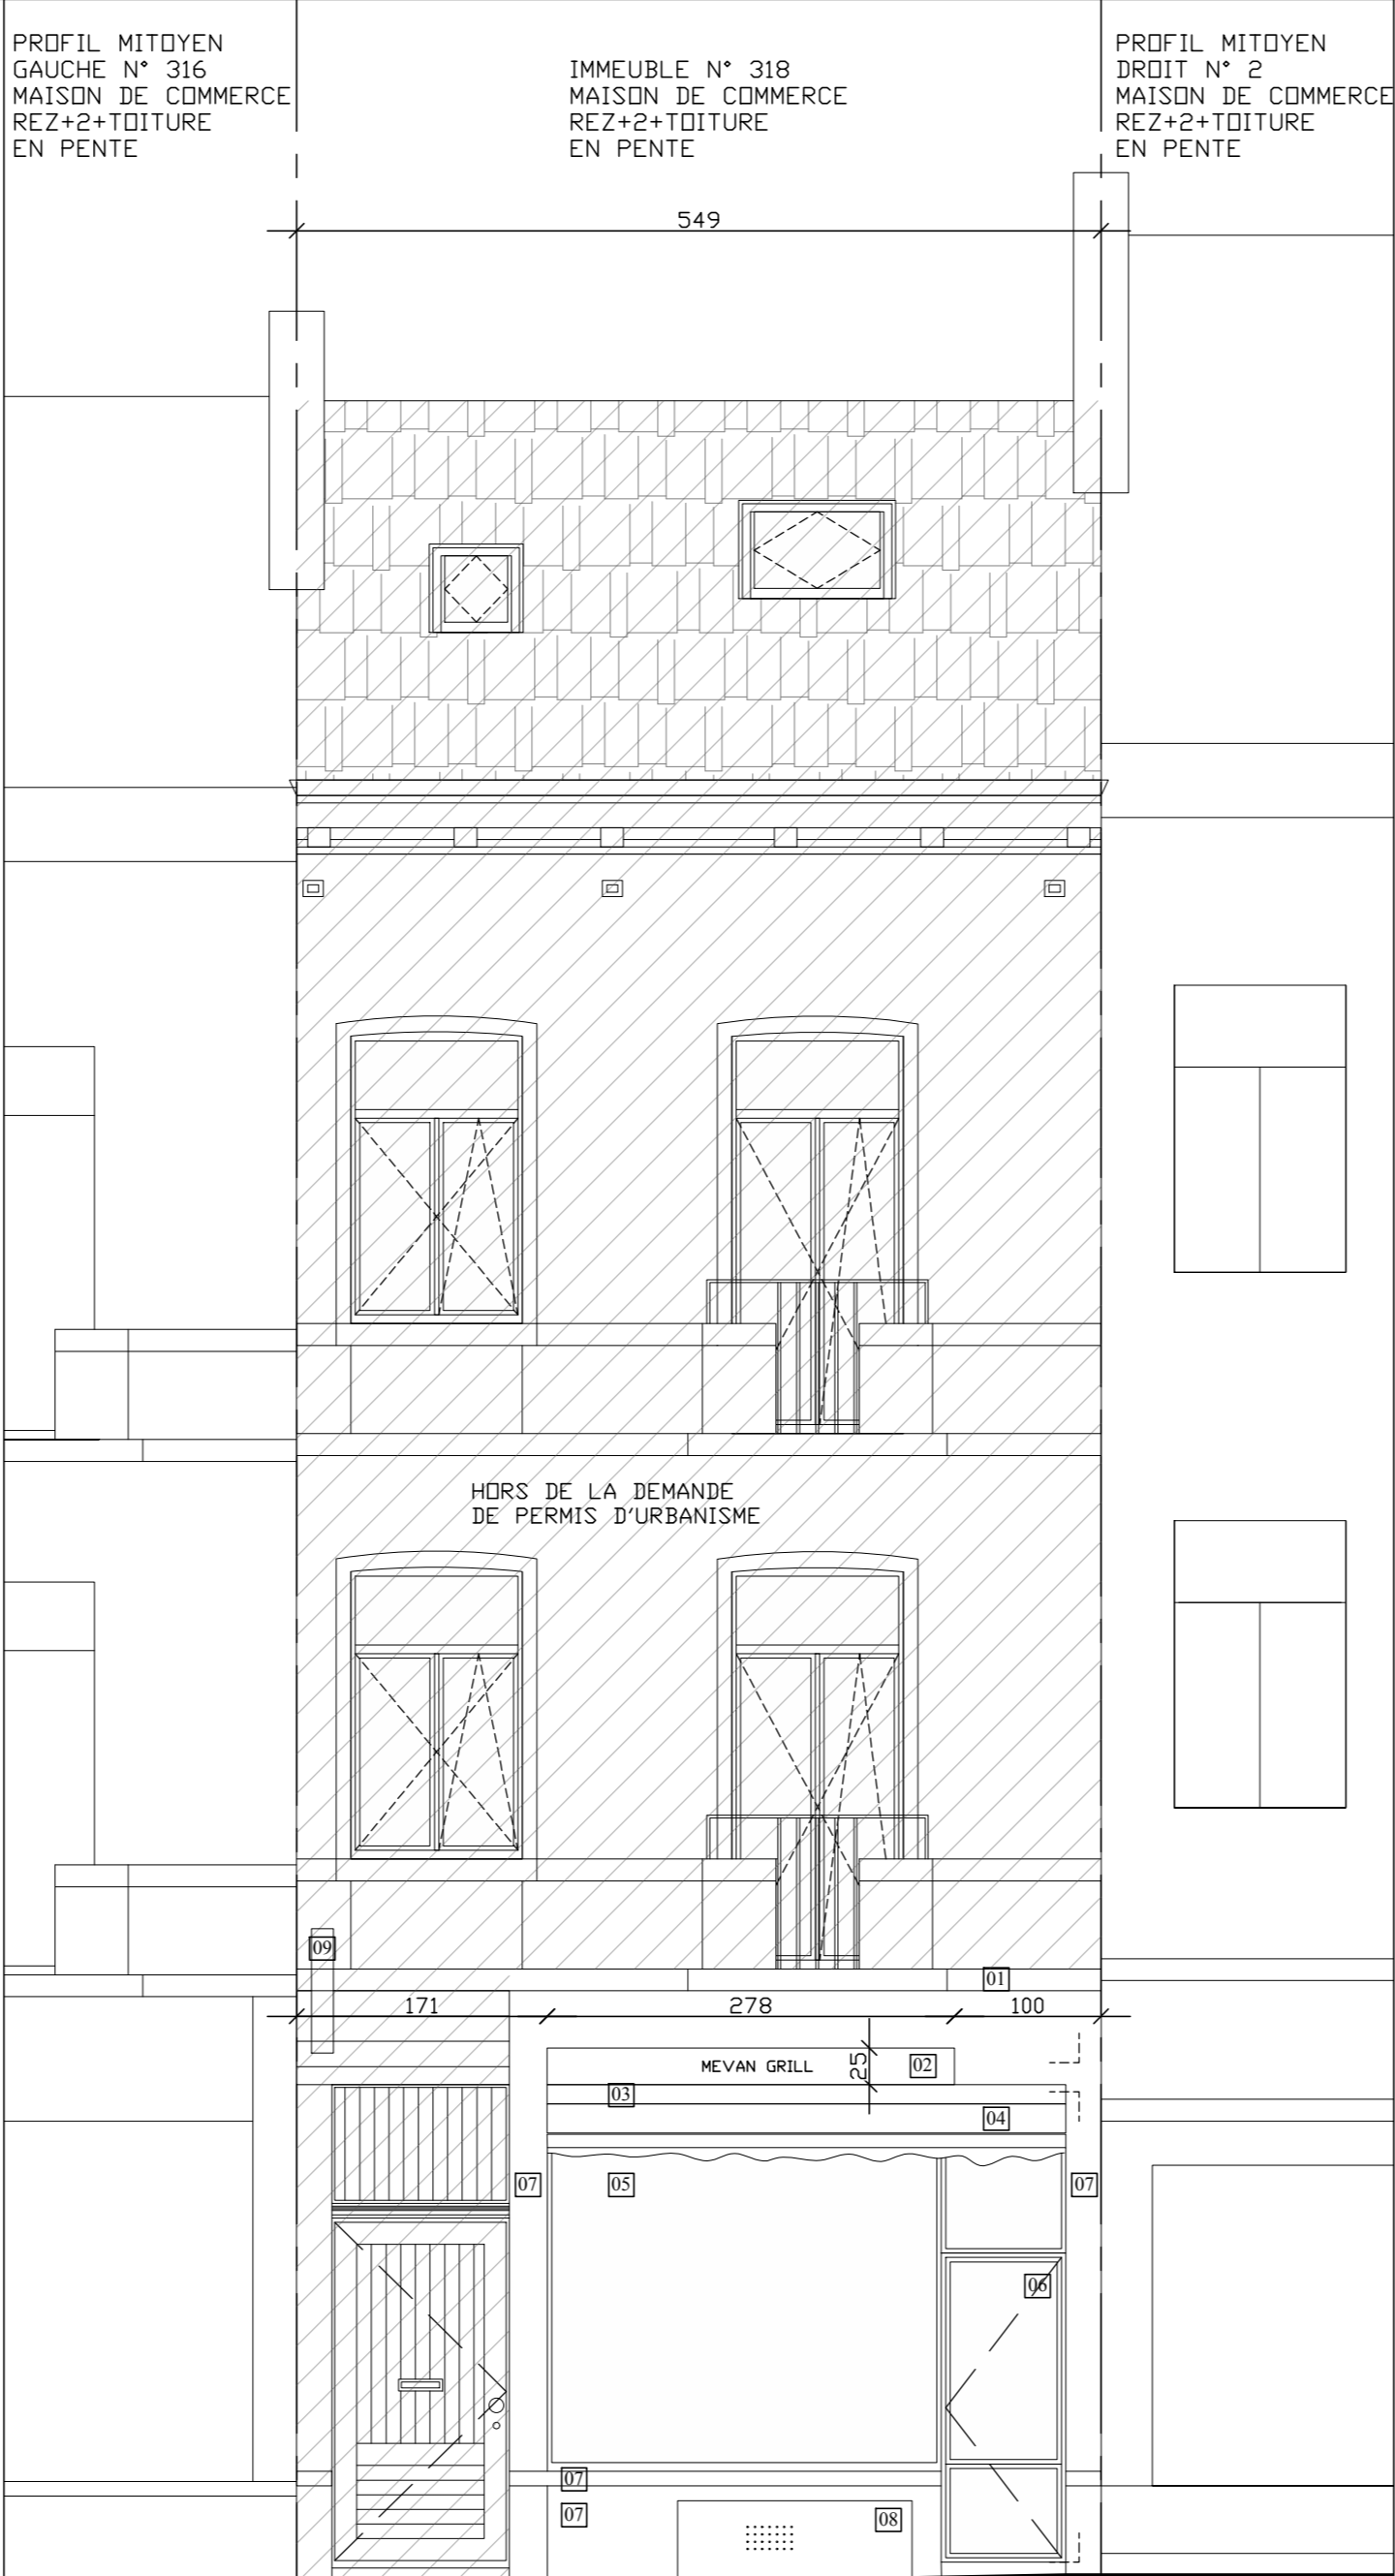 PROFIL MITOYEN
GAUCHE N° 316
MAISON DE COMMERCE
REZ+2+TOITURE
EN PENTE
IMMEUBLE N° 318
MAISON DE COMMERCE
REZ+2+TOITURE
EN PENTE
PROFIL MITOYEN
DROIT N° 2
MAISON DE COMMERCE
REZ+2+TOITURE
EN PENTE
549
HORS DE LA DEMANDE
DE PERMIS D'URBANISME
09
01
171
278
100
MEVAN GRILL
25
02
03
04
07
05
07
06
07
07
08